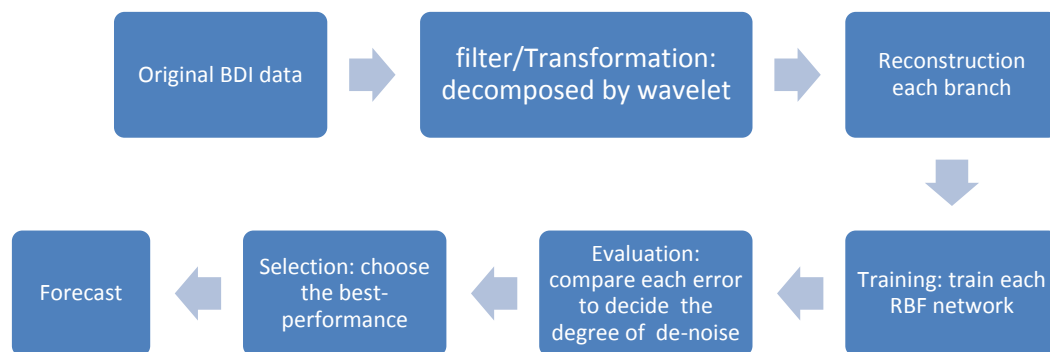 Original BDI data
filter/Transformation:
decomposed by wavelet
Reconstruction
each branch
Training: train each
RBF network
Evaluation:
compare each error
to decide the
degree of de-noise
Selection: choose
the best-
performance
Forecast